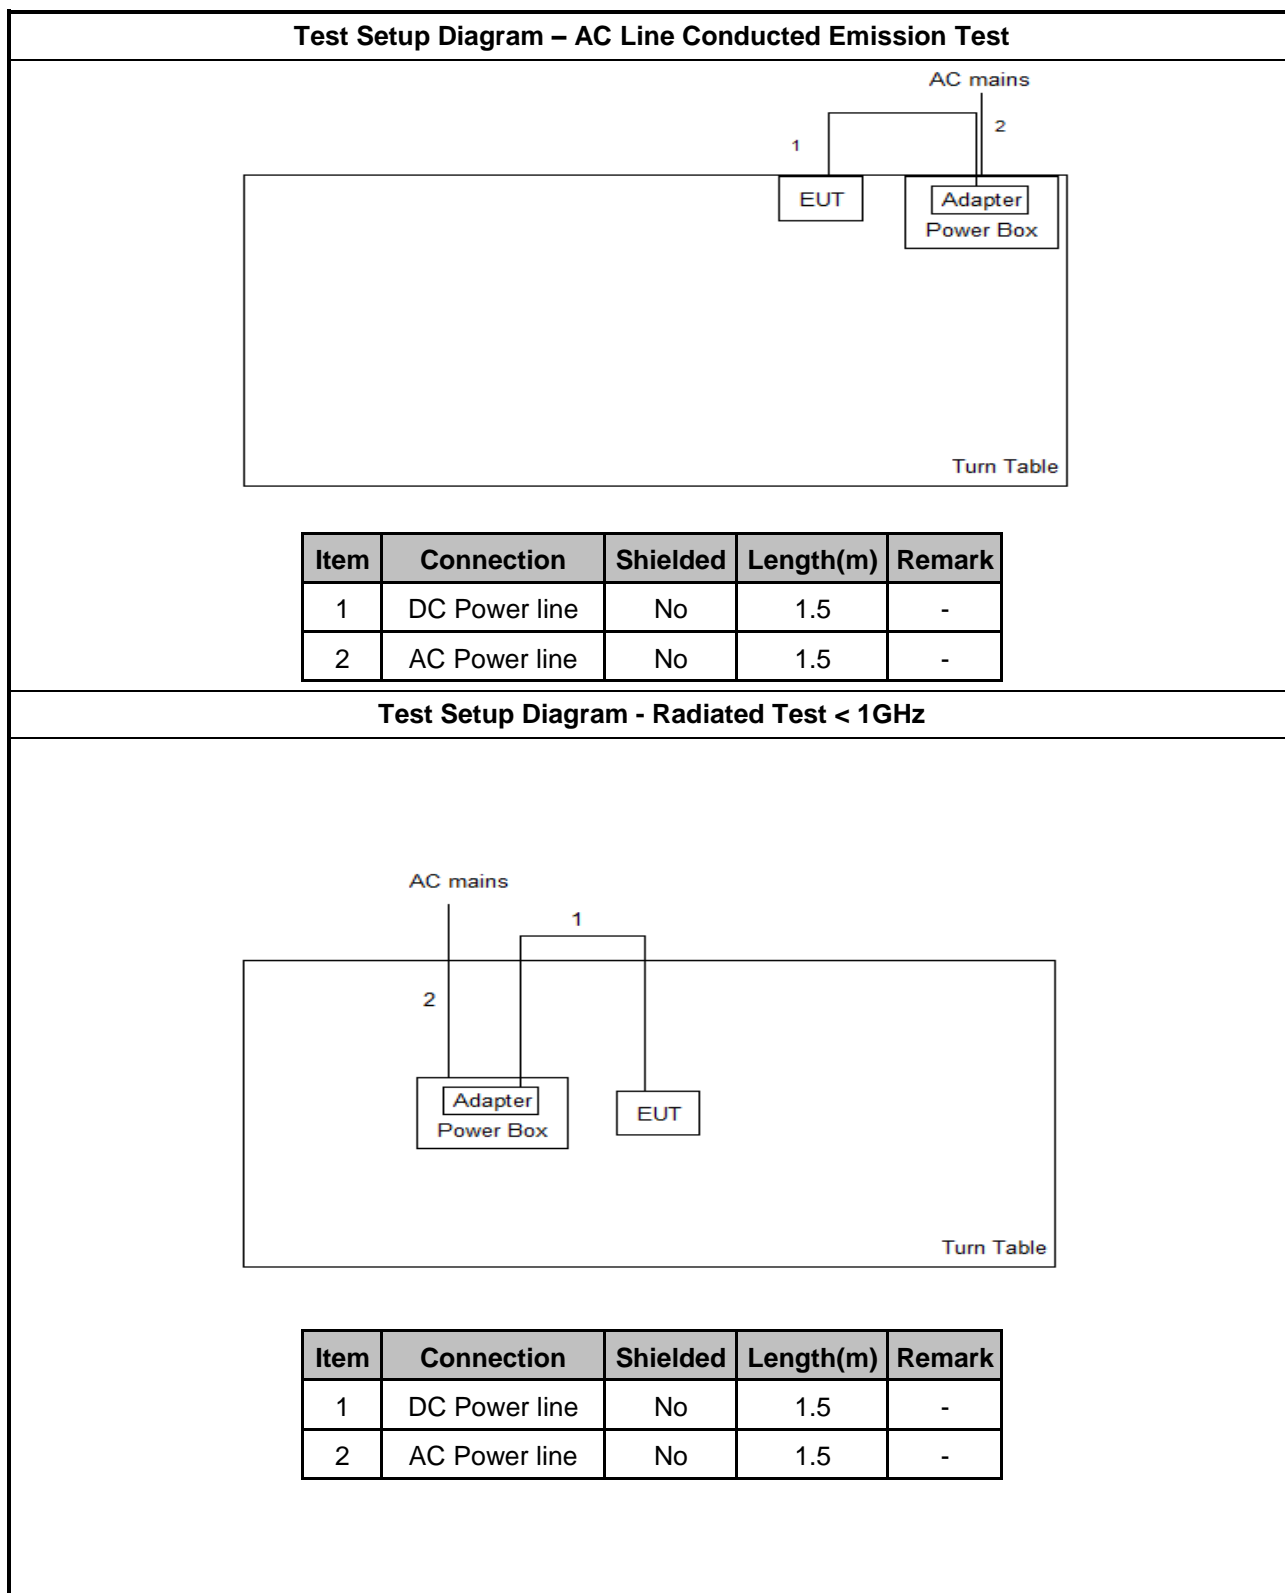 Test Setup Diagram – AC Line Conducted Emission Test
AC mains
1
2
EUT
Adapter
Power Box
Turn Table
Item Connection Shielded Length(m) Remark
1 DC Power line No 1.5 -
2 AC Power line No 1.5 -
Test Setup Diagram - Radiated Test < 1GHz
AC mains
1
2
Adapter
Power Box
EUT
Turn Table
Item Connection Shielded Length(m) Remark
1 DC Power line No 1.5 -
2 AC Power line No 1.5 -